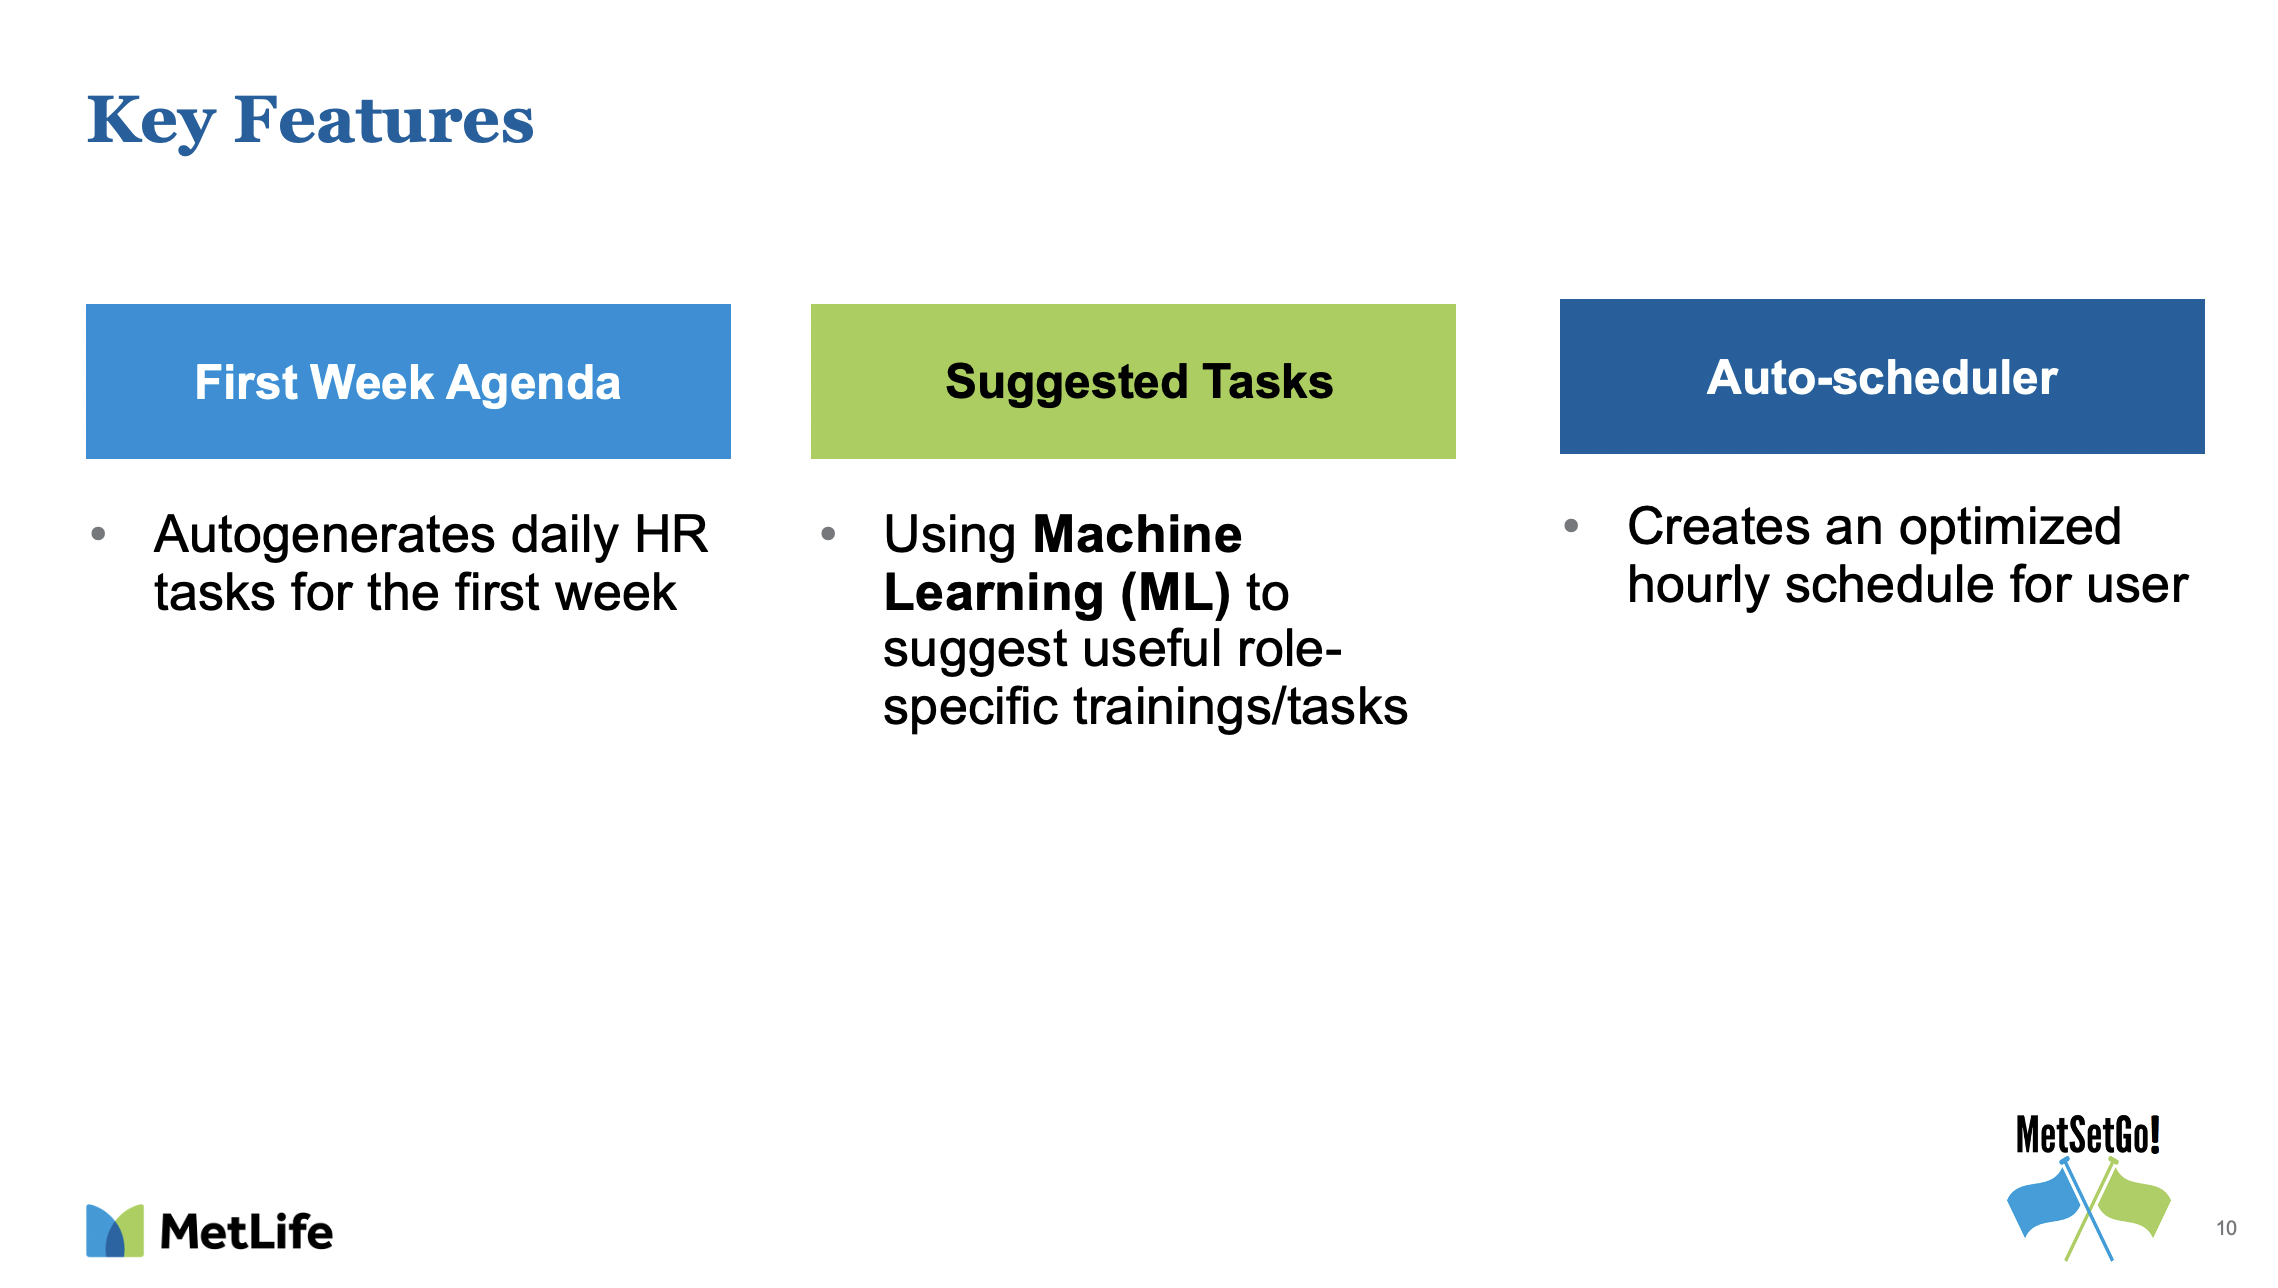 Key Features
First Week Agenda
• Autogenerates daily HR
tasks for the first week
Suggested Tasks
• Using Machine
Learning (ML) to
suggest useful role-
specific trainings/tasks
Auto-scheduler
• Creates an optimized
hourly schedule for user
MetLife
MetSetGo!
10